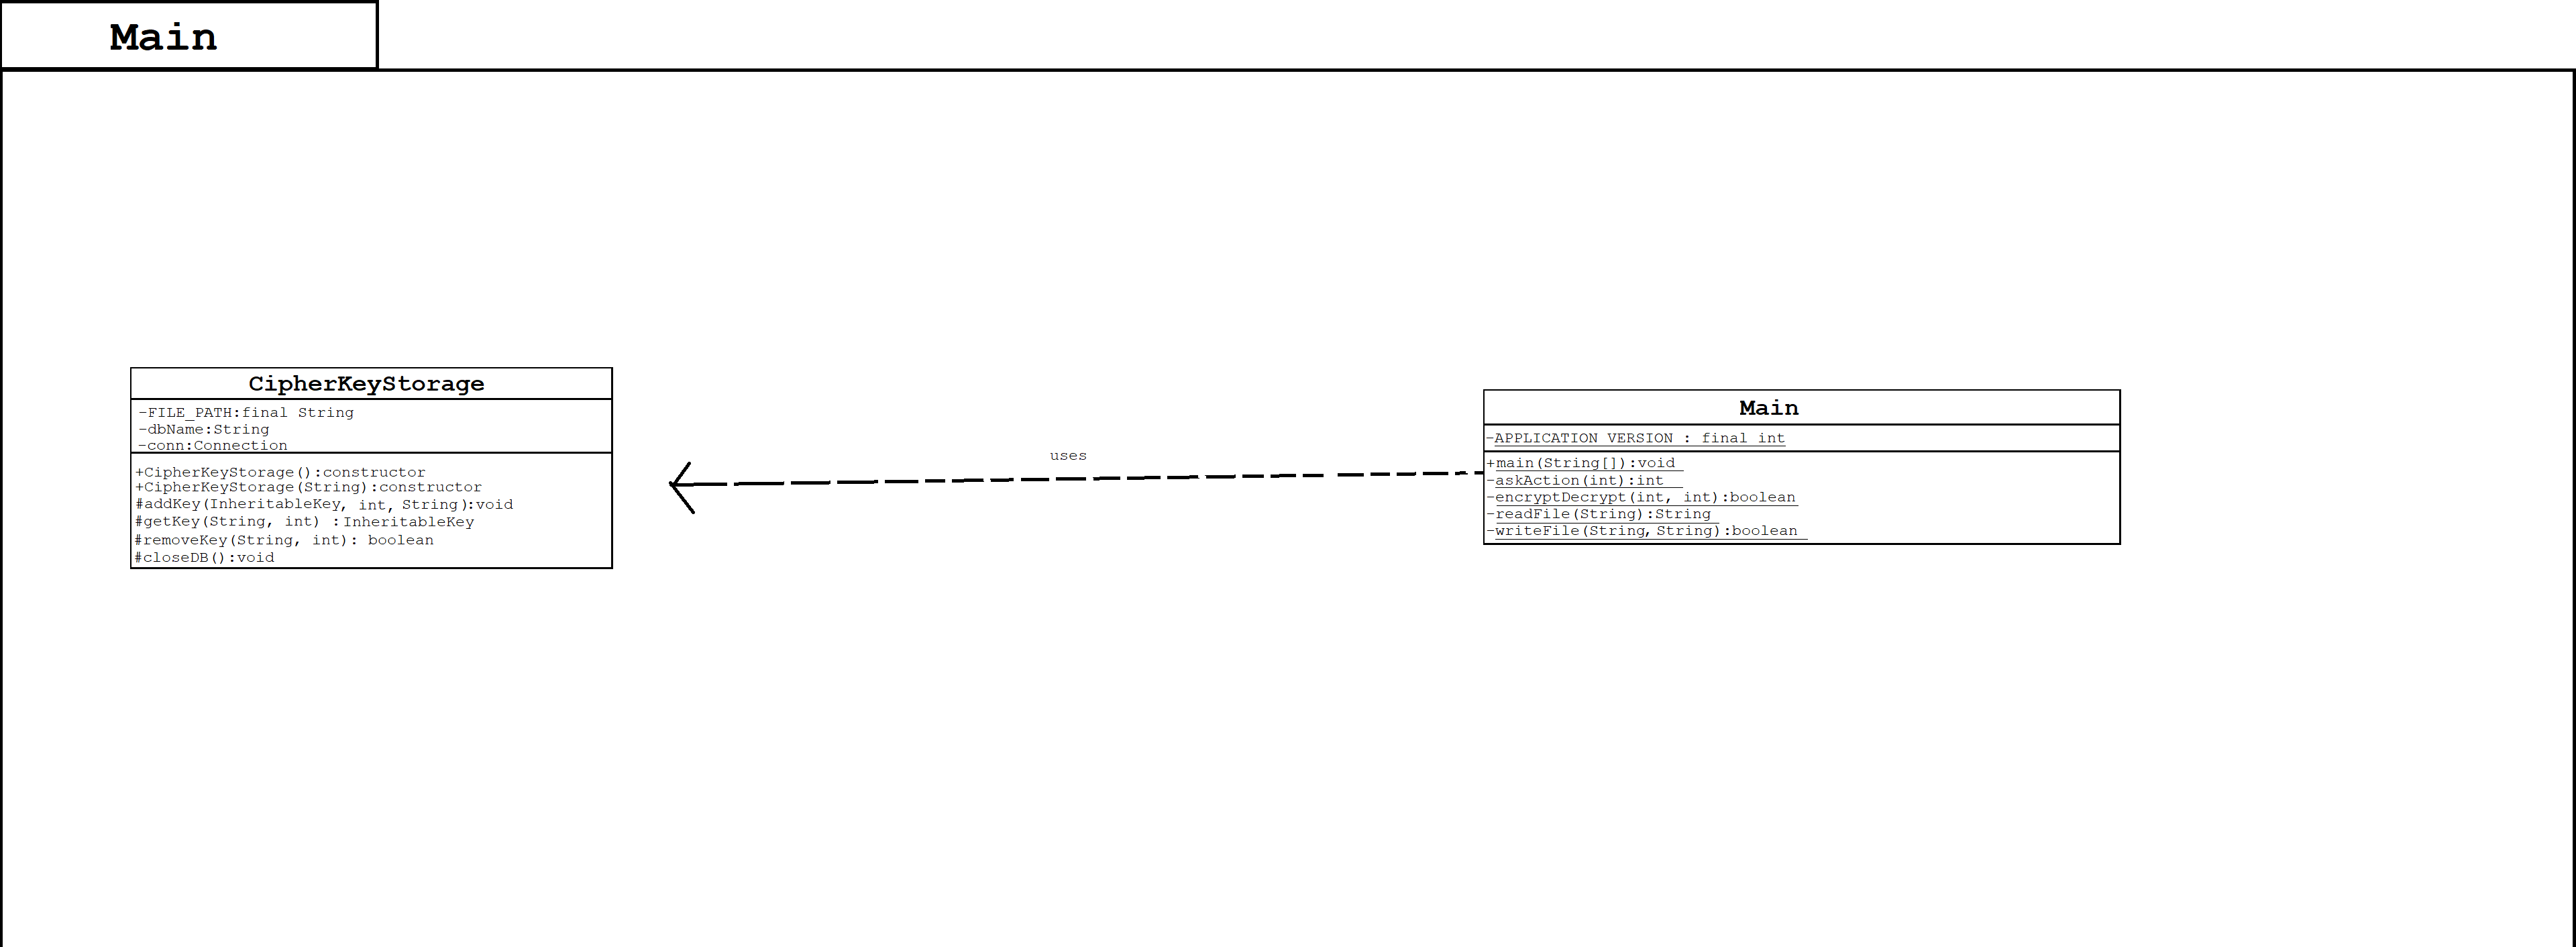 Main
CipherKeyStorage
-FILE_PATH:final String
-dbName:String
-conn:Connection
+CipherKeyStorage():constructor
+CipherKeyStorage(String):constructor
#addKey(InheritableKey, int, String):void
#getKey(String, int) :InheritableKey
#removeKey(String, int): boolean
#closeDB():void
uses
Main
-APPLICATION VERSION : final int
+main(String[]):void
-askAction(int):int
-encryptDecrypt(int, int):boolean
-readFile(String):String
-writeFile(String, String):boolean